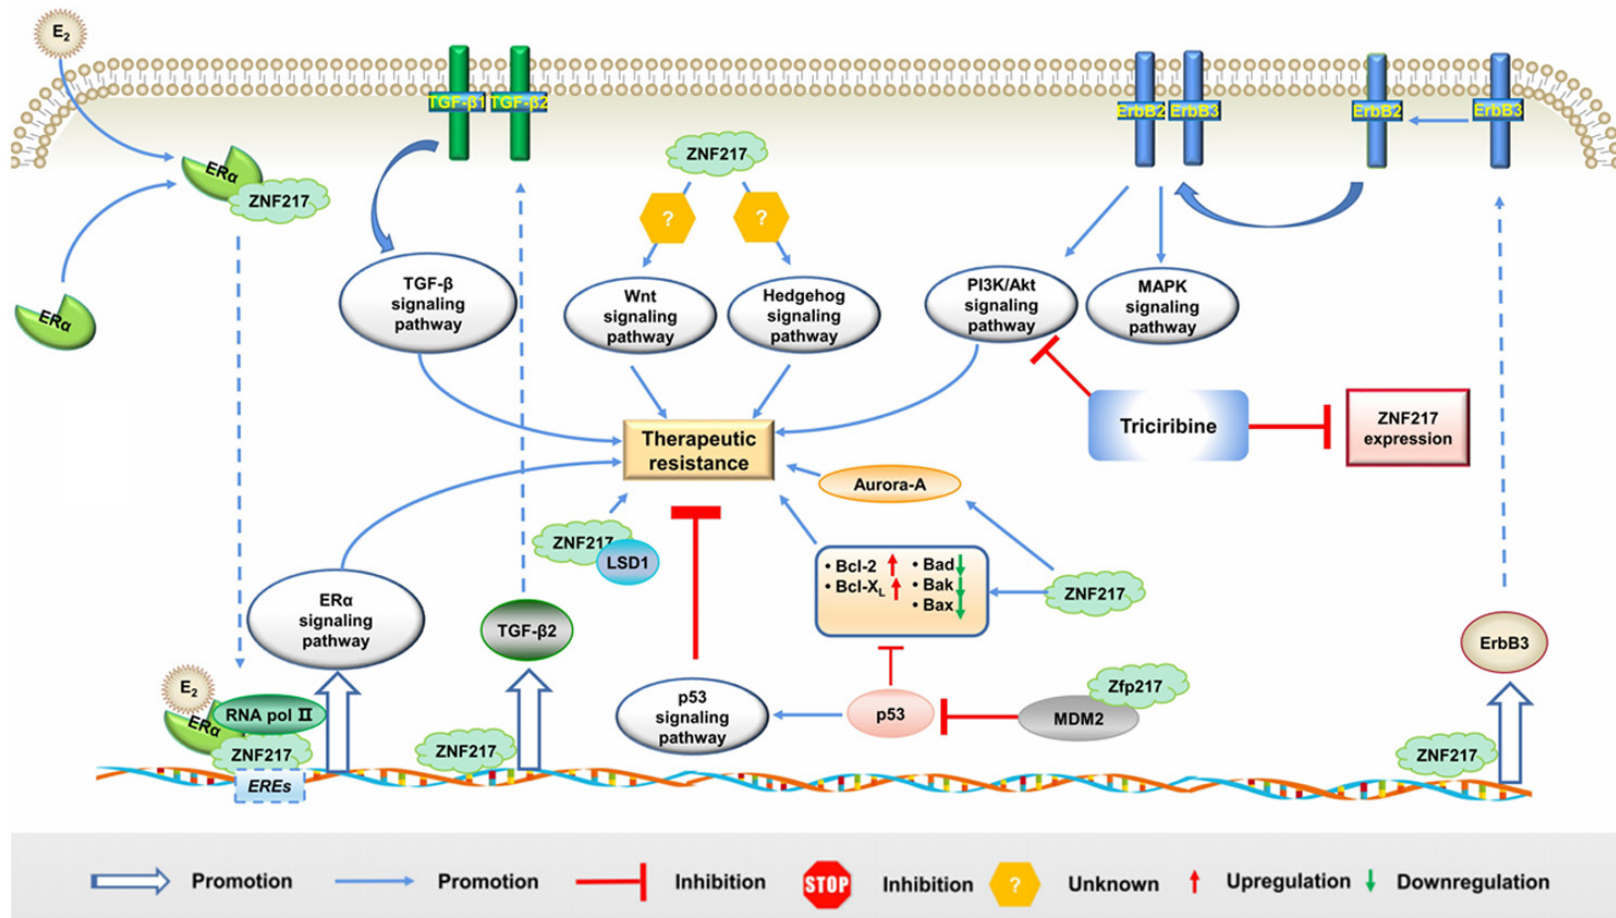 E2
TGF-β1
TGF-β2
ErbB2
ErbB3
ErbB2
ErbB3
ERα
ZNF217
ZNF217
?
?
ERα
TGF-β
signaling
pathway
Wnt
signaling
pathway
Hedgehog
signaling
pathway
PI3K/Akt
signaling
pathway
MAPK
signaling
pathway
Triciribine
ZNF217
expression
Therapeutic
resistance
Aurora-A
ZNF217
LSD1
• Bcl-2
• Bcl-XL
• Bad
• Bak
• Bax
ZNF217
ERα
signaling
pathway
TGF-β2
ErbB3
E2
ERα
RNA pol II
ZNF217
EREs
ZNF217
p53
signaling
pathway
p53
MDM2
Zfp217
ZNF217
Promotion
Promotion
Inhibition
STOP
Inhibition
?
Unknown
Upregulation
Downregulation